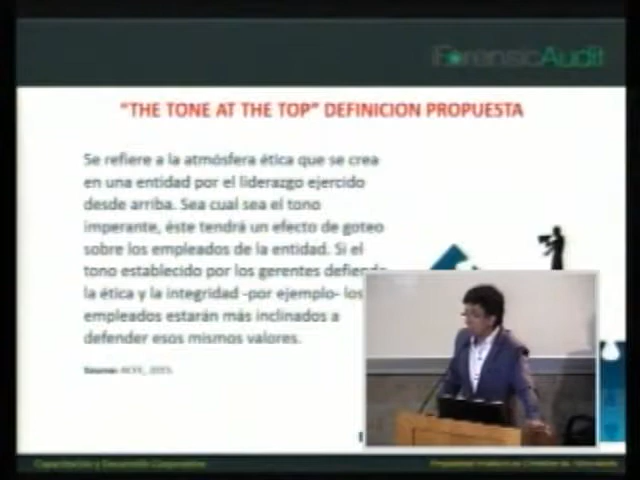 iForensicAudit
"THE TONE AT THE TOP" DEFINICION PROPUESTA
Se refiere a la atmósfera ética que se crea
en una entidad por el liderazgo ejercido
desde arriba. Sea cual sea el tono
imperante, éste tendrá un efecto de goteo
sobre los empleados de la entidad. Si el
tono establecido por los gerentes defiende
la ética y la integridad -por ejemplo- los
empleados estarán más inclinados a
defender esos mismos valores.
Source: ACFE,
Capacitación y Desarrollo Corporativo